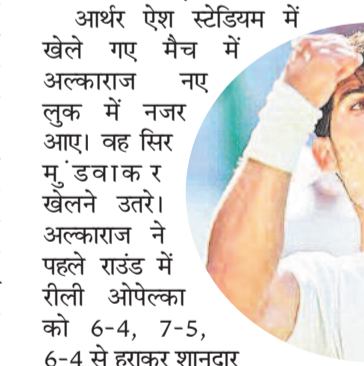 आर्थर ऐश स्टेडियम में
खेले गए मैच में
अल्काराज नए
लुक में नजर
आए। वह सिर
मुंडवाकर
खेलने उतरे।
अल्काराज ने
पहले राउंड में
रीली ओपेल्का
को 6-4, 7-5,
6-4 से हराकर शानदार